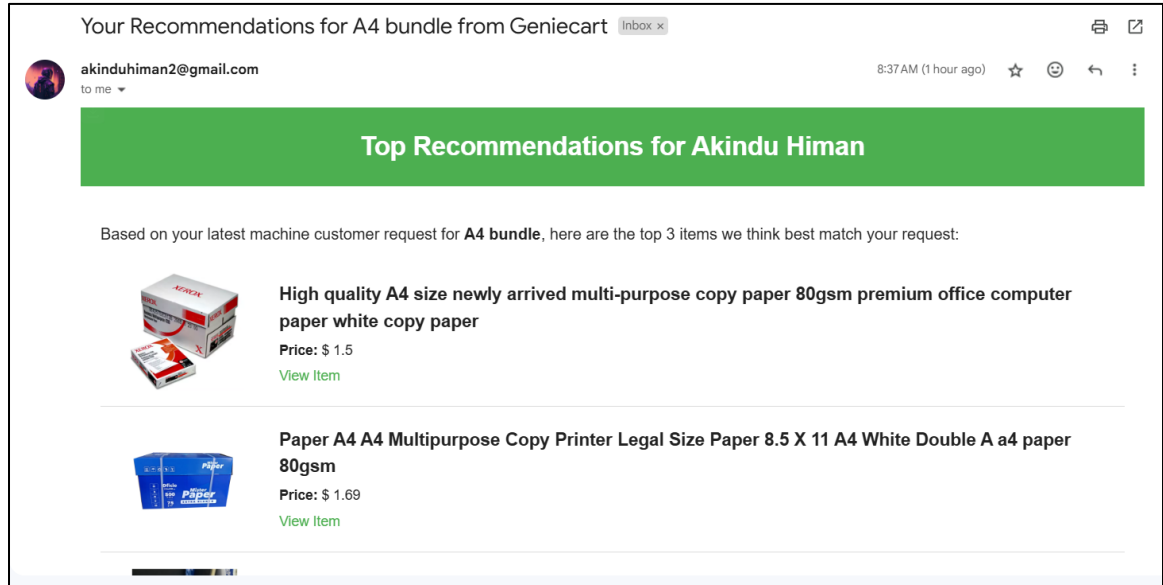 Your Recommendations for A4 bundle from Geniecart Inbox ×
akinduhiman2@gmail.com 8:37 AM (1 hour ago)
to me
Top Recommendations for Akindu Himan
Based on your latest machine customer request for A4 bundle, here are the top 3 items we think best match your request:
XEROX
XEROX
X
High quality A4 size newly arrived multi-purpose copy paper 80gsm premium office computer
paper white copy paper
Price: $ 1.5
View Item
Paper A4 A4 Multipurpose Copy Printer Legal Size Paper 8.5 X 11 A4 White Double A a4 paper
80gsm
Paper
Paper
Price: $ 1.69
View Item